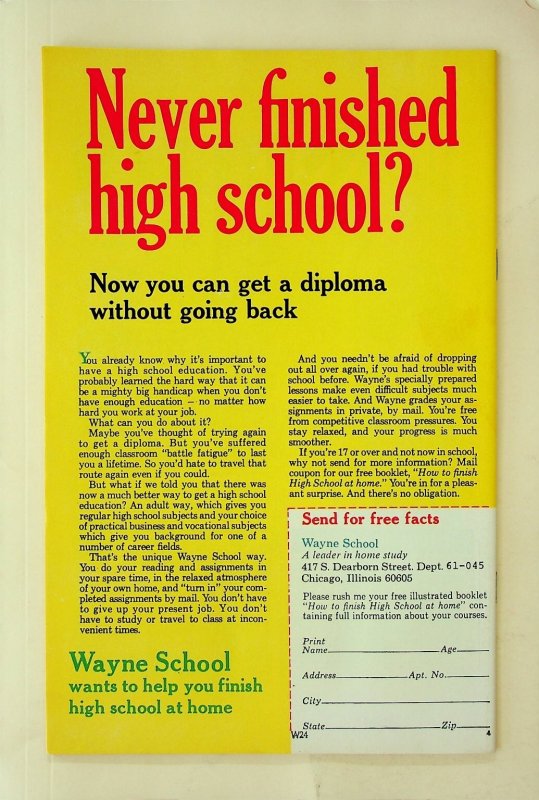 Never finished
high school?
Now you can get a diploma
without going back
You already know why it's important to
have a high school education. You've
probably learned the hard way that it can
be a mighty big handicap when you don't
have enough education – no matter how
hard you work at your job.
What can you do about it?
Maybe you've thought of trying again
to get a diploma. But you've suffered
enough classroom "battle fatigue" to last
you a lifetime. So you'd hate to travel that
route again even if you could.
But what if we told you that there was
now a much better way to get a high school
education? An adult way, which gives you
regular high school subjects and your choice
of practical business and vocational subjects
which give you background for one of a
number of career fields.
That's the unique Wayne School way.
You do your reading and assignments in
your spare time, in the relaxed atmosphere
of your own home, and "turn in" your com-
pleted assignments by mail. You don't have
to give up your present job. You don't
have to study or travel to class at incon-
venient times.
Wayne School
wants to help you finish
high school at home
And you needn't be afraid of dropping
out all over again, if you had trouble with
school before. Wayne's specially prepared
lessons make even difficult subjects much
easier to take. And Wayne grades your as-
signments in private, by mail. You're free
from competitive classroom pressures. You
stay relaxed, and your progress is much
smoother.
If you're 17 or over and not now in school,
why not send for more information? Mail
coupon for our free booklet, "How to finish
High School at home." You're in for a pleas-
ant surprise. And there's no obligation.
Send for free facts
Wayne School
A leader in home study
417 S. Dearborn Street. Dept. 61-045
Chicago, Illinois 60605
Please rush me your free illustrated booklet
"How to finish High School at home" con-
taining full information about your courses.
Print
Name Age
Address Apt. No.
City
State Zip
W24 4